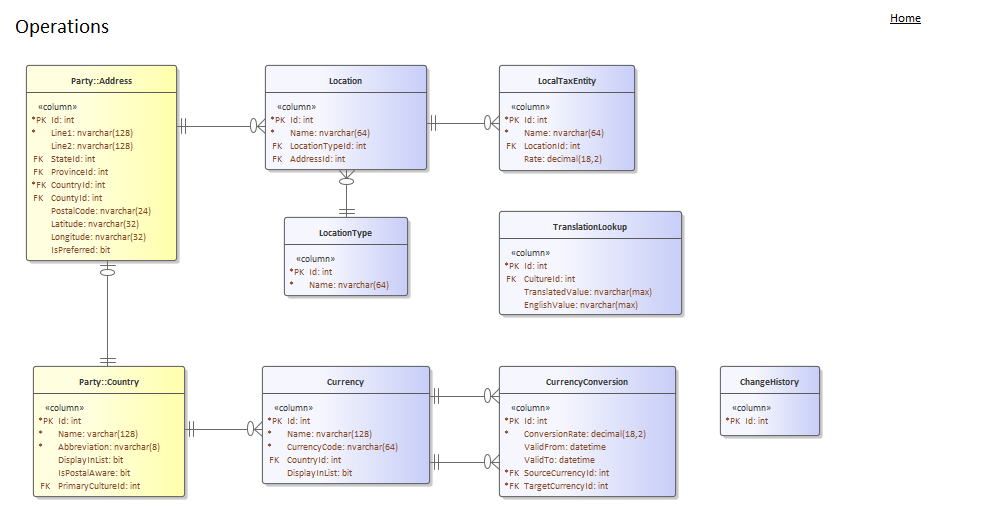 Operations
Home
Party::Address
«column»
*PK Id: int
* Line1: nvarchar(128)
Line2: nvarchar(128)
FK StateId: int
FK ProvinceId: int
*FK CountryId: int
FK CountyId: int
PostalCode: nvarchar(24)
Latitude: nvarchar(32)
Longitude: nvarchar(32)
IsPreferred: bit
Location
«column»
*PK Id: int
* Name: nvarchar(64)
FK LocationTypeId: int
FK AddressId: int
LocalTaxEntity
«column»
*PK Id: int
* Name: nvarchar(64)
FK LocationId: int
Rate: decimal(18,2)
LocationType
«column»
*PK Id: int
* Name: nvarchar(64)
TranslationLookup
«column»
*PK Id: int
FK CultureId: int
TranslatedValue: nvarchar(max)
EnglishValue: nvarchar(max)
Party::Country
«column»
*PK Id: int
* Name: varchar(128)
* Abbreviation: nvarchar(8)
DisplayInList: bit
IsPostalAware: bit
FK PrimaryCultureId: int
Currency
«column»
*PK Id: int
* Name: nvarchar(128)
* CurrencyCode: nvarchar(64)
FK CountryId: int
DisplayInList: bit
CurrencyConversion
«column»
*PK Id: int
* ConversionRate: decimal(18,2)
ValidFrom: datetime
ValidTo: datetime
*FK SourceCurrencyId: int
*FK TargetCurrencyId: int
ChangeHistory
«column»
*PK Id: int